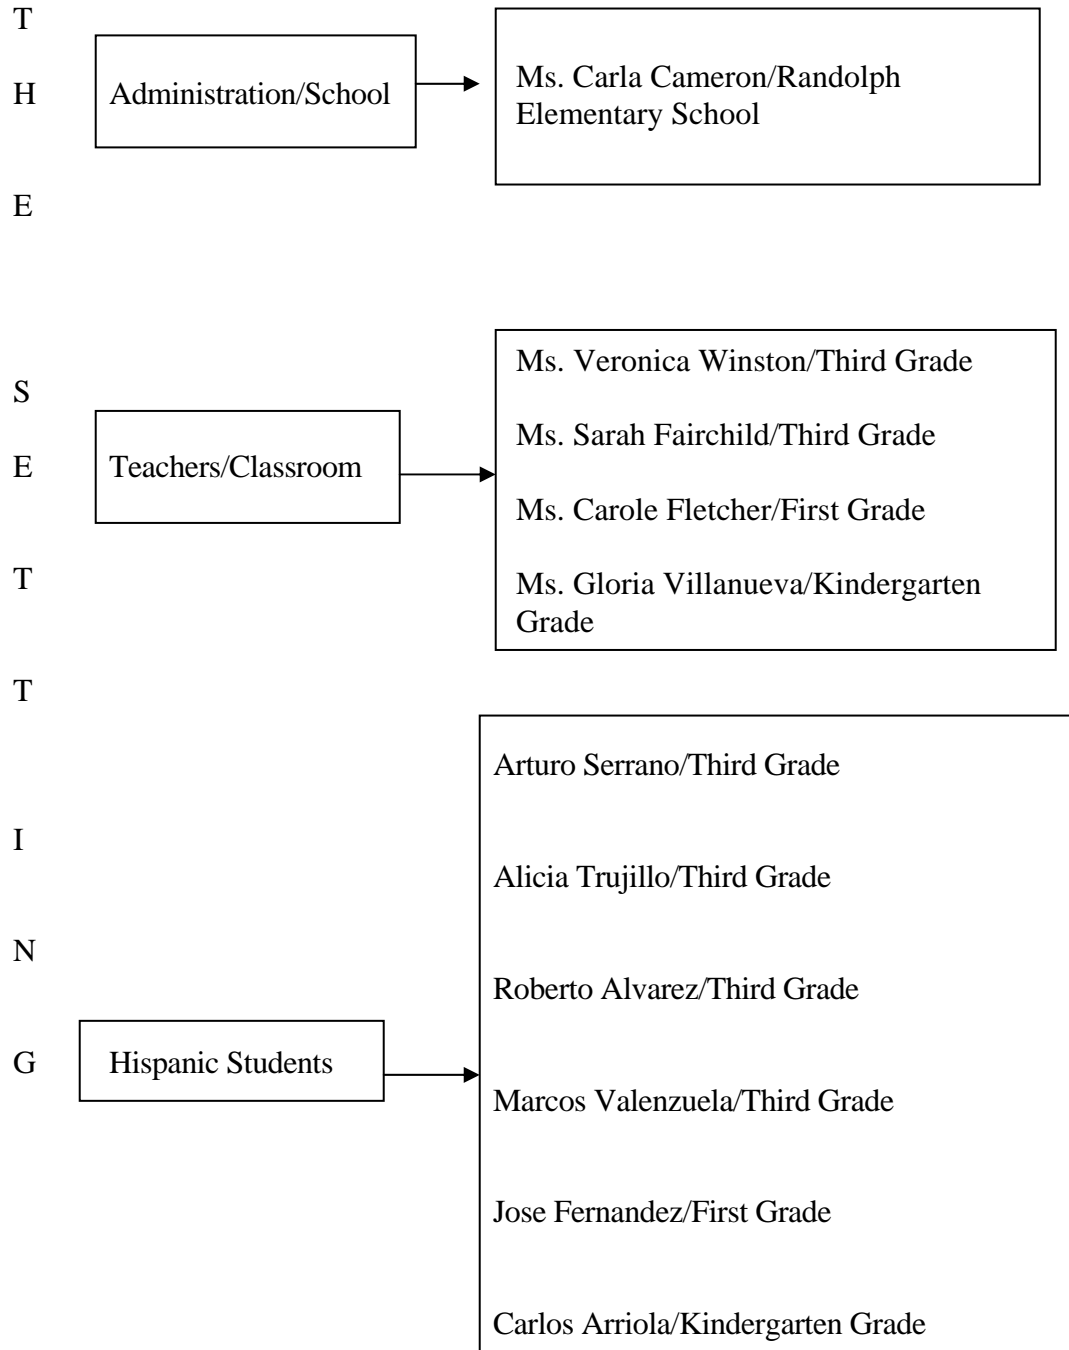 T
H
E
S
E
T
T
I
N
G
Administration/School
Ms. Carla Cameron/Randolph
Elementary School
Teachers/Classroom
Ms. Veronica Winston/Third Grade
Ms. Sarah Fairchild/Third Grade
Ms. Carole Fletcher/First Grade
Ms. Gloria Villanueva/Kindergarten
Grade
Hispanic Students
Arturo Serrano/Third Grade
Alicia Trujillo/Third Grade
Roberto Alvarez/Third Grade
Marcos Valenzuela/Third Grade
Jose Fernandez/First Grade
Carlos Arriola/Kindergarten Grade